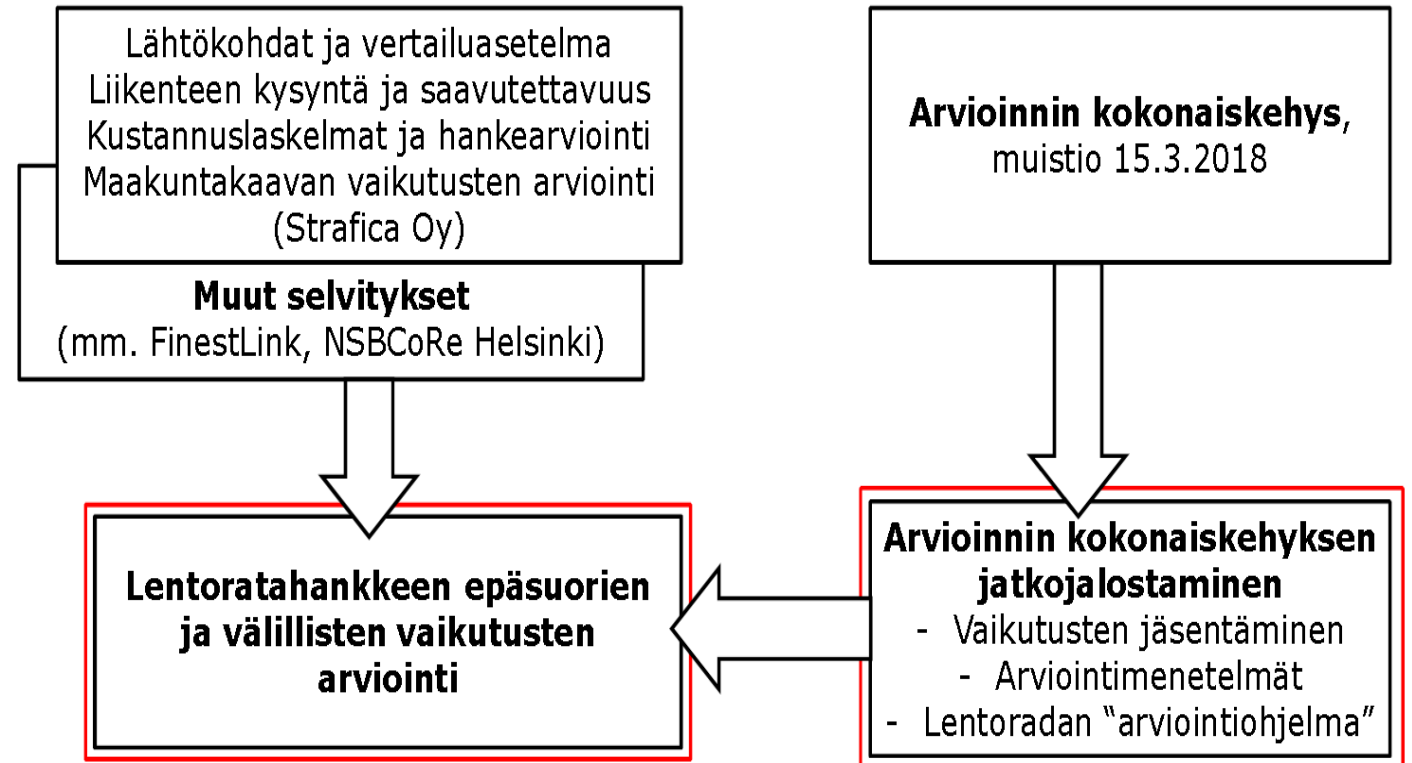 Lähtökohdat ja vertailuasetelma
Liikenteen kysyntä ja saavutettavuus
Kustannuslaskelmat ja hankearviointi
Maakuntakaavan vaikutusten arviointi
(Strafica Oy)
Muut selvitykset
(mm. FinestLink, NSBCoRe Helsinki)
Arvioinnin kokonaiskehys,
muistio 15.3.2018
Lentoratahankkeen epäsuorien
ja välillisten vaikutusten
arviointi
Arvioinnin kokonaiskehyksen
jatkojalostaminen
- Vaikutusten jäsentäminen
- Arviointimenetelmät
- Lentoradan “arviointiohjelma”